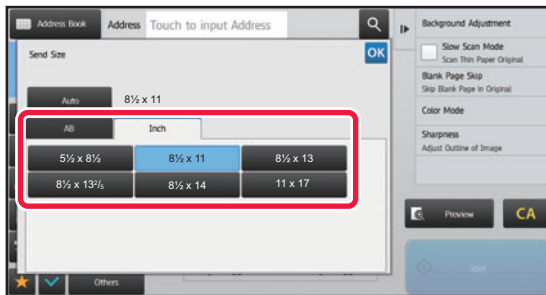 Address Book Address Touch to input Address
Send Size OK
Auto 8½ x 11
AB Inch
5½ x 8½ 8½ x 11 8½ x 13
8½ x 13²/₅ 8½ x 14 11 x 17
Others
Background Adjustment
Slow Scan Mode
Scan Thin Paper Original
Blank Page Skip
Skip Blank Page in Original
Color Mode
Sharpness
Adjust Outline of Image
Preview CA
Start